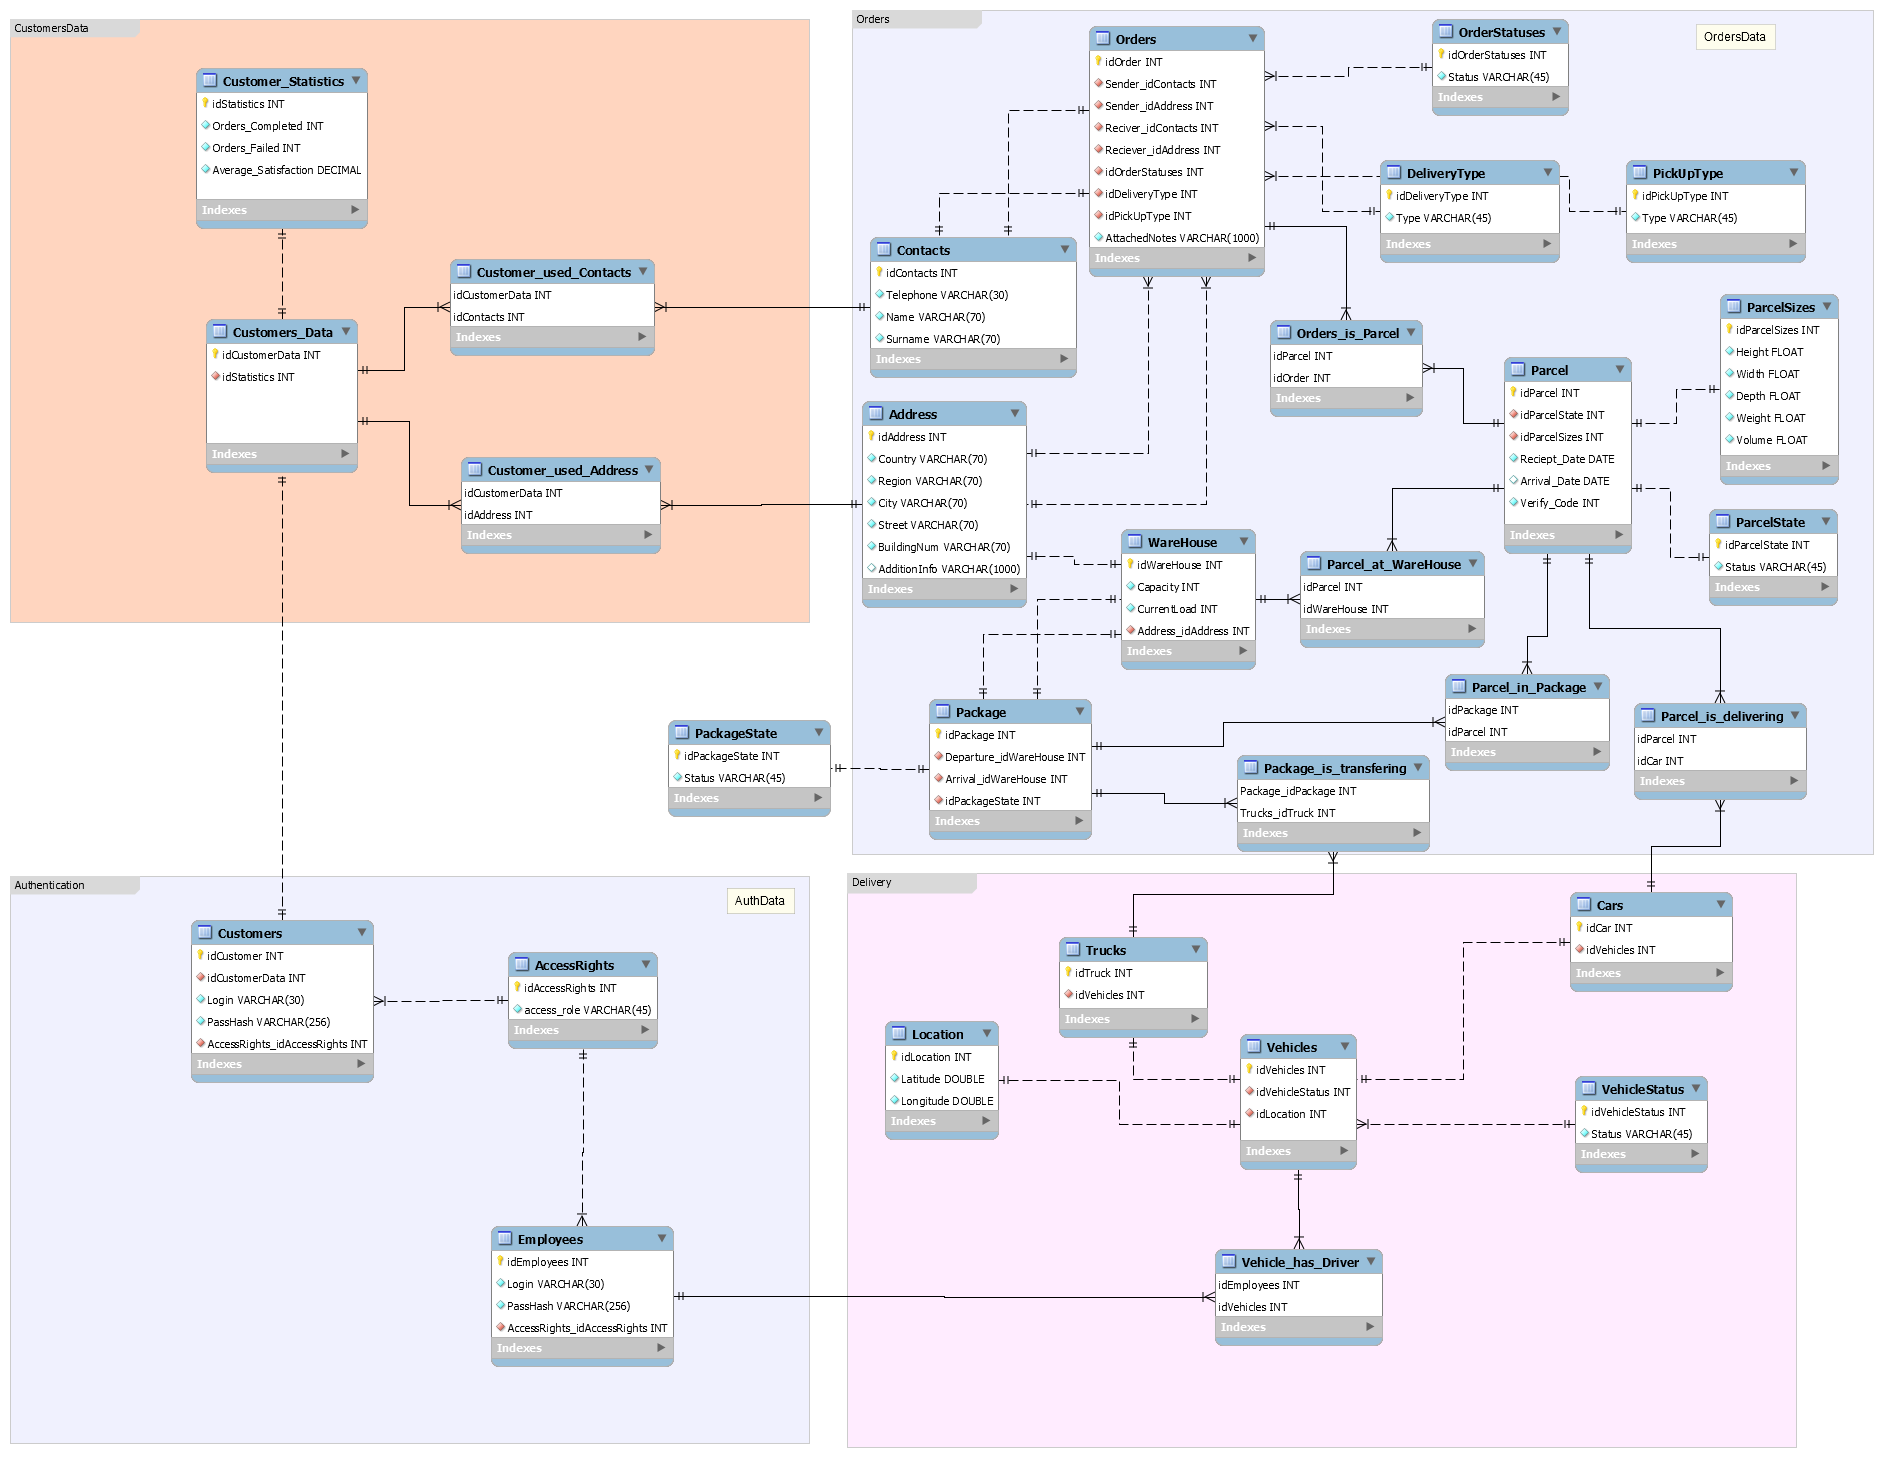 CustomersData
Customer_Statistics
idStatistics INT
Orders_Completed INT
Orders_Failed INT
Average_Satisfaction DECIMAL
Indexes
Customer_used_Contacts
idCustomerData INT
idContacts INT
Indexes
Customers_Data
idCustomerData INT
idStatistics INT
Indexes
Customer_used_Address
idCustomerData INT
idAddress INT
Indexes
Orders
OrdersData
Orders
idOrder INT
Sender_idContacts INT
Sender_idAddress INT
Reciver_idContacts INT
Reciever_idAddress INT
idOrderStatuses INT
idDeliveryType INT
idPickUpType INT
AttachedNotes VARCHAR(1000)
Indexes
OrderStatuses
idOrderStatuses INT
Status VARCHAR(45)
Indexes
DeliveryType
idDeliveryType INT
Type VARCHAR(45)
Indexes
PickUpType
idPickUpType INT
Type VARCHAR(45)
Indexes
Contacts
idContacts INT
Telephone VARCHAR(30)
Name VARCHAR(70)
Surname VARCHAR(70)
Indexes
Orders_is_Parcel
idParcel INT
idOrder INT
Indexes
ParcelSizes
idParcelSizes INT
Height FLOAT
Width FLOAT
Depth FLOAT
Weight FLOAT
Volume FLOAT
Indexes
Parcel
idParcel INT
idParcelState INT
idParcelSizes INT
Reciept_Date DATE
Arrival_Date DATE
Verify_Code INT
Indexes
Address
idAddress INT
Country VARCHAR(70)
Region VARCHAR(70)
City VARCHAR(70)
Street VARCHAR(70)
BuildingNum VARCHAR(70)
AdditionInfo VARCHAR(1000)
Indexes
ParcelState
idParcelState INT
Status VARCHAR(45)
Indexes
WareHouse
idWareHouse INT
Capacity INT
CurrentLoad INT
Address_idAddress INT
Indexes
Parcel_at_WareHouse
idParcel INT
idWareHouse INT
Indexes
Parcel_in_Package
idPackage INT
idParcel INT
Indexes
Parcel_is_delivering
idParcel INT
idCar INT
Indexes
Package
idPackage INT
Departure_idWareHouse INT
Arrival_idWareHouse INT
idPackageState INT
Indexes
PackageState
idPackageState INT
Status VARCHAR(45)
Indexes
Package_is_transfering
Package_idPackage INT
Trucks_idTruck INT
Indexes
Authentication
AuthData
Customers
idCustomer INT
idCustomerData INT
Login VARCHAR(30)
PassHash VARCHAR(256)
AccessRights_idAccessRights INT
Indexes
AccessRights
idAccessRights INT
access_role VARCHAR(45)
Indexes
Employees
idEmployees INT
Login VARCHAR(30)
PassHash VARCHAR(256)
AccessRights_idAccessRights INT
Indexes
Delivery
Cars
idCar INT
idVehicles INT
Indexes
Trucks
idTruck INT
idVehicles INT
Indexes
Location
idLocation INT
Latitude DOUBLE
Longitude DOUBLE
Indexes
Vehicles
idVehicles INT
idVehicleStatus INT
idLocation INT
Indexes
VehicleStatus
idVehicleStatus INT
Status VARCHAR(45)
Indexes
Vehicle_has_Driver
idEmployees INT
idVehicles INT
Indexes